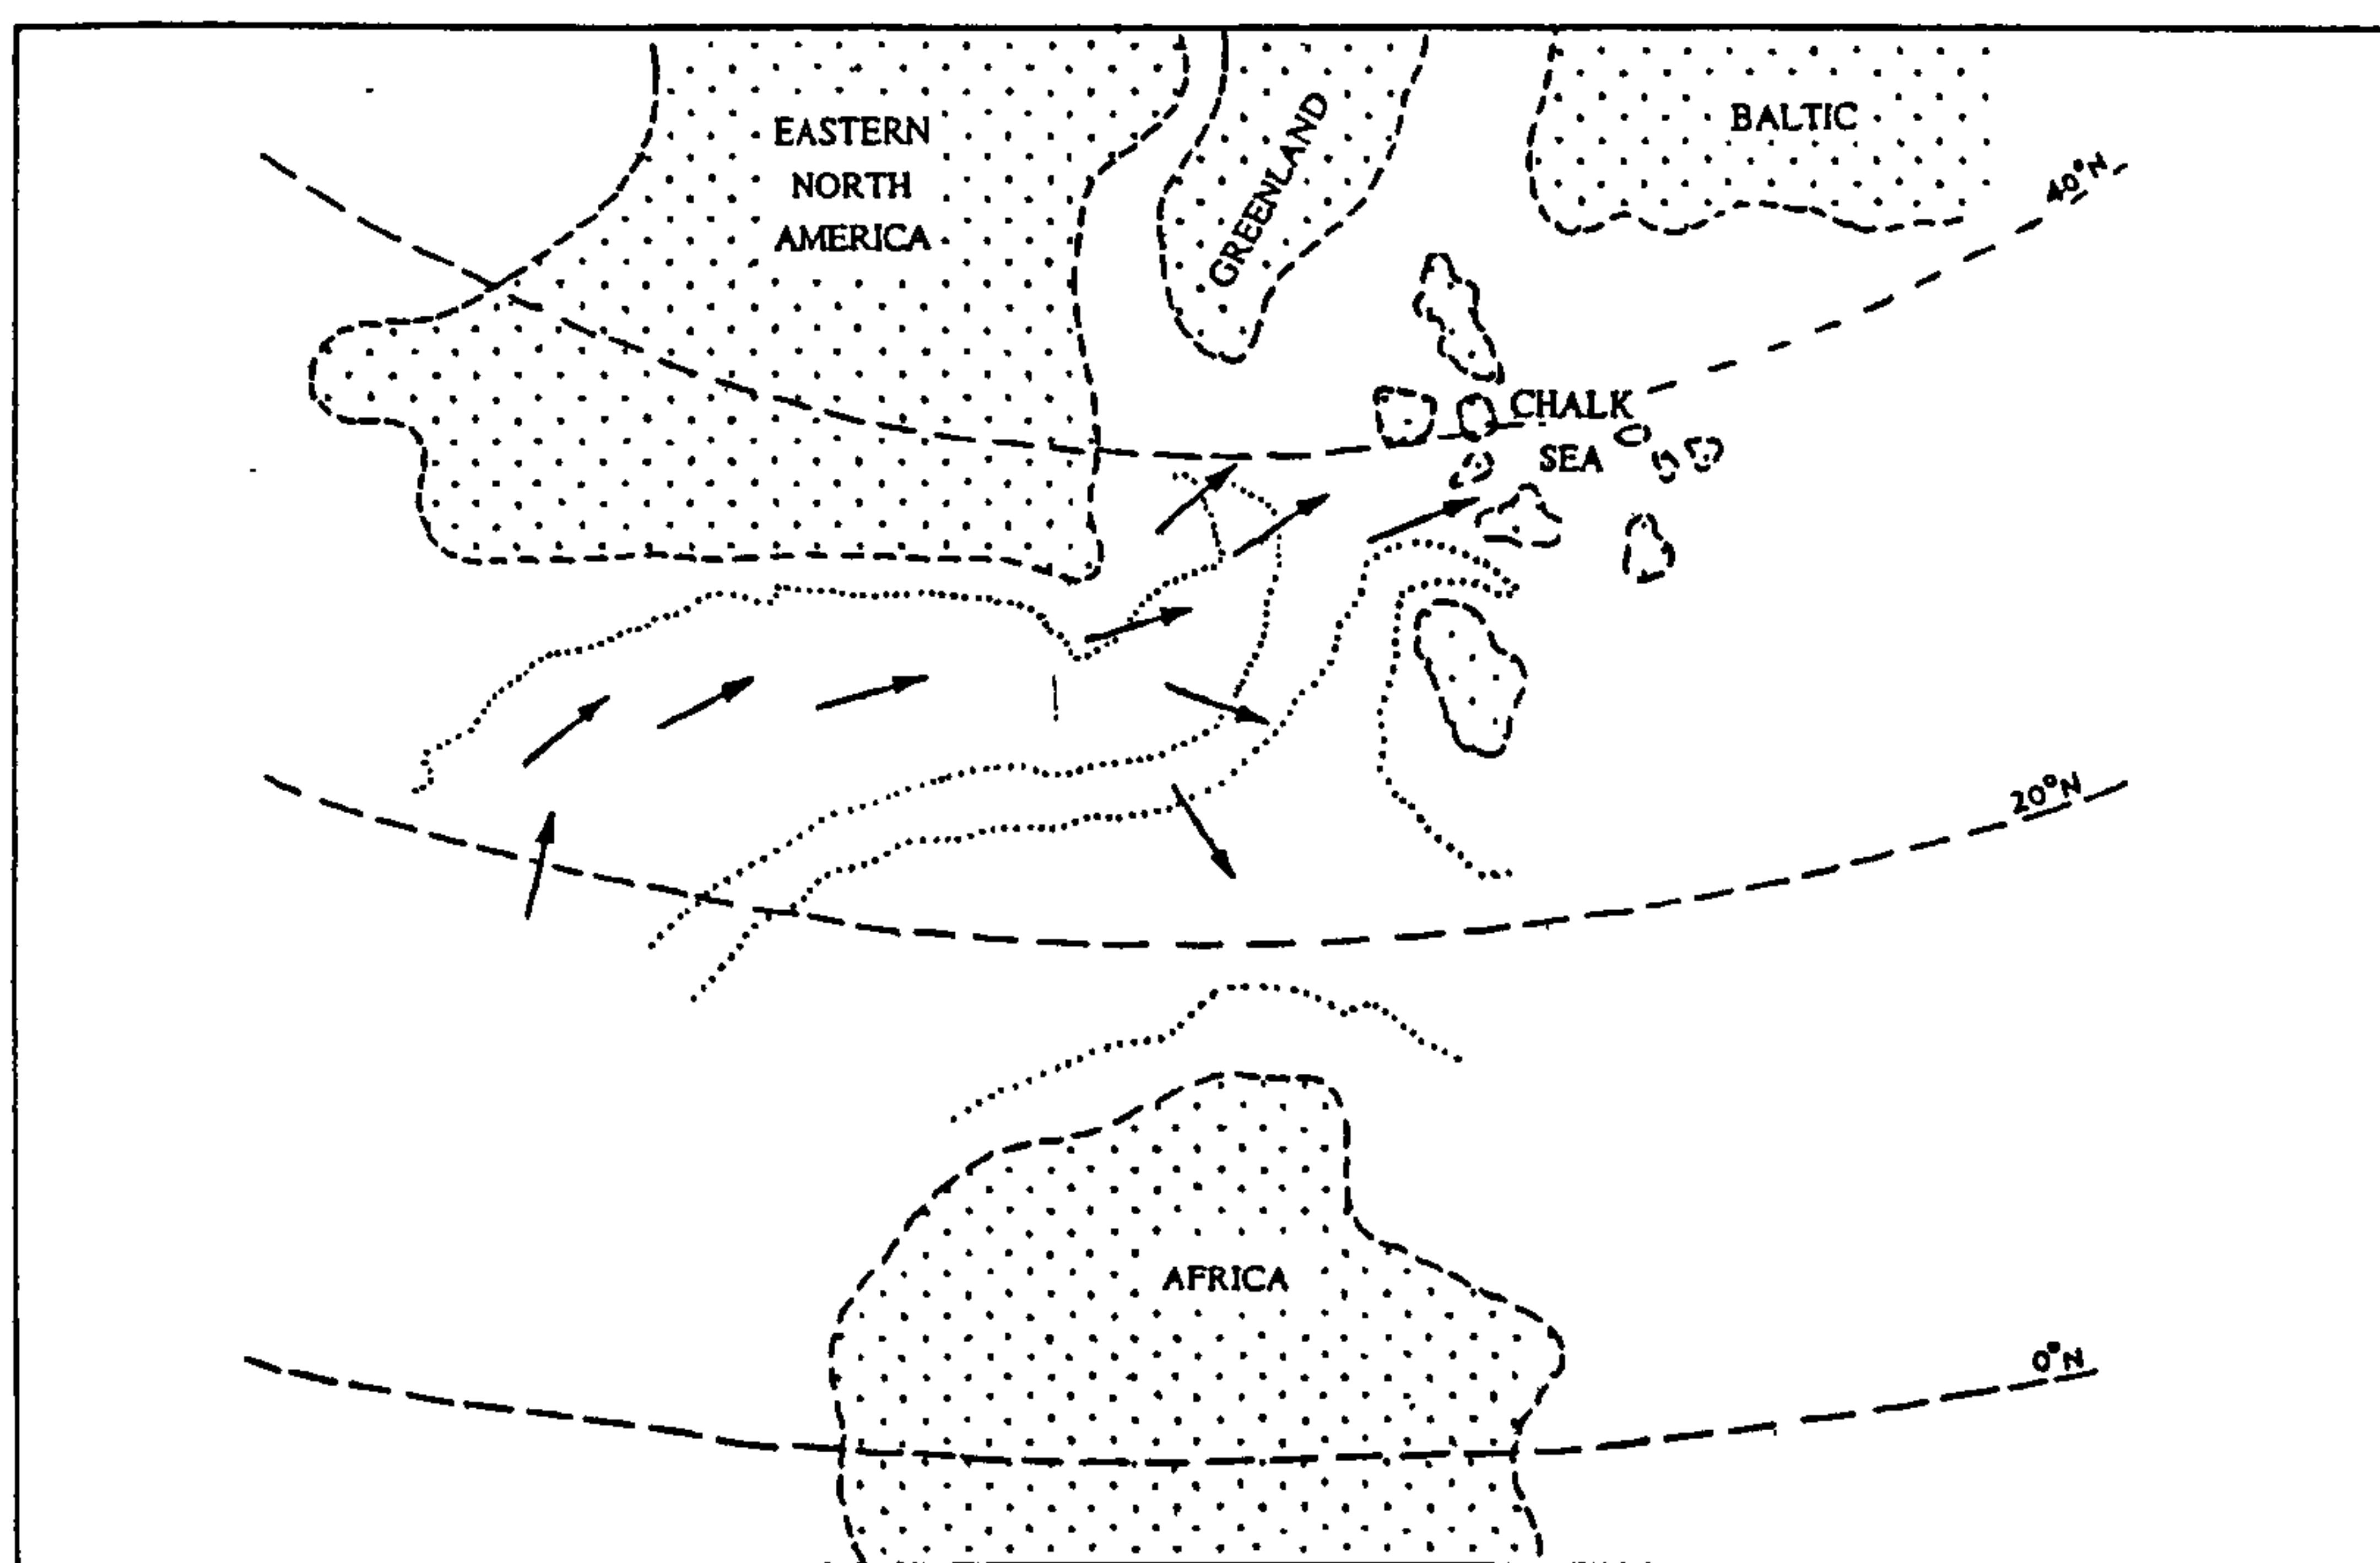 EASTERN
NORTH
AMERICA
GREENLAND
BALTIC
40°N
CHALK
SEA
20°N
AFRICA
0°N